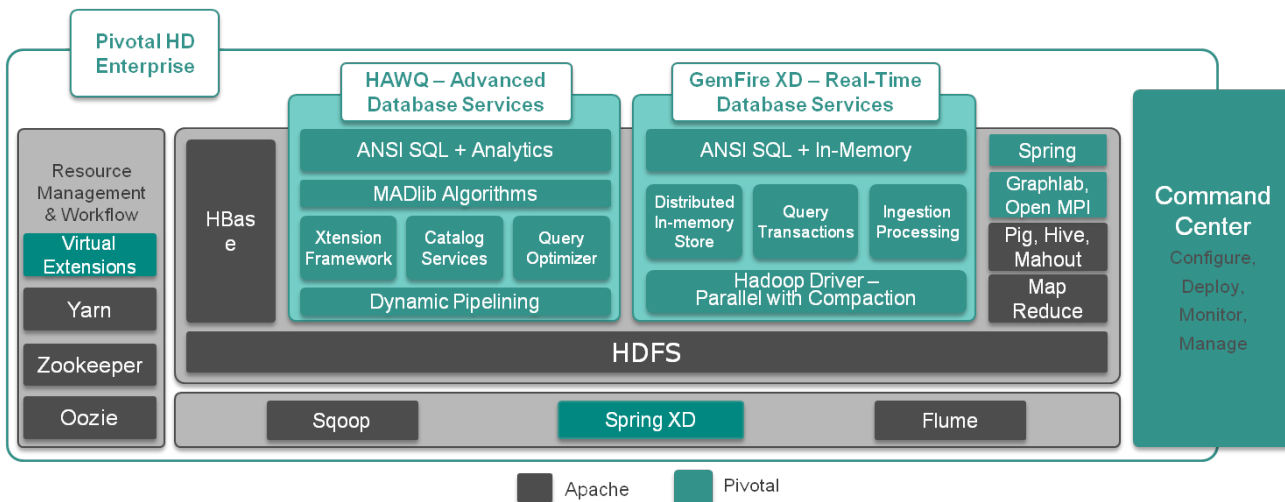 Pivotal HD
Enterprise
HAWQ – Advanced
Database Services
GemFire XD – Real-Time
Database Services
Resource
Management
& Workflow
Virtual
Extensions
Yarn
Zookeeper
Oozie
HBas
e
ANSI SQL + Analytics
MADlib Algorithms
Xtension
Framework
Catalog
Services
Query
Optimizer
Dynamic Pipelining
ANSI SQL + In-Memory
Distributed
In-memory
Store
Query
Transactions
Ingestion
Processing
Hadoop Driver –
Parallel with Compaction
Spring
Graphlab,
Open MPI
Pig, Hive,
Mahout
Map
Reduce
HDFS
Sqoop
Spring XD
Flume
Command
Center
Configure,
Deploy,
Monitor,
Manage
Apache
Pivotal